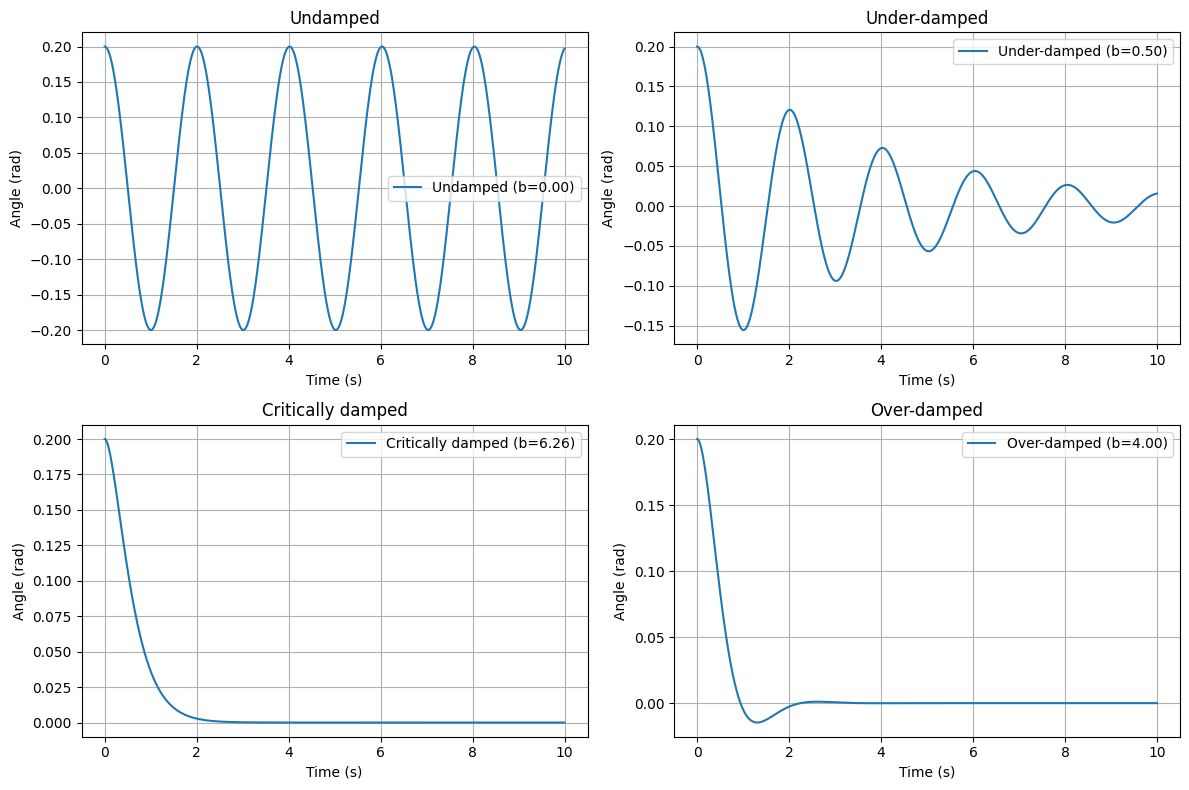 Undamped
0.20
0.15
0.10
0.05
0.00
−0.05
−0.10
−0.15
−0.20
Angle (rad)
Undamped (b=0.00)
0 2 4 6 8 10
Time (s)
Under-damped
0.20
0.15
0.10
0.05
0.00
−0.05
−0.10
−0.15
Angle (rad)
Under-damped (b=0.50)
0 2 4 6 8 10
Time (s)
Critically damped
0.200
0.175
0.150
0.125
0.100
0.075
0.050
0.025
0.000
Angle (rad)
Critically damped (b=6.26)
0 2 4 6 8 10
Time (s)
Over-damped
0.20
0.15
0.10
0.05
0.00
Angle (rad)
Over-damped (b=4.00)
0 2 4 6 8 10
Time (s)